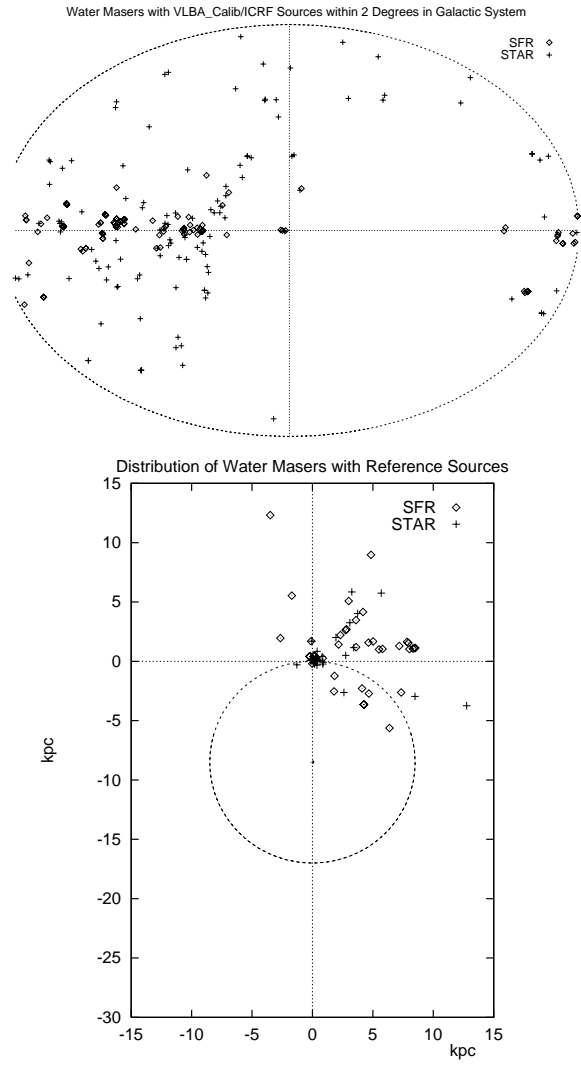 Water Masers with VLBA_Calib/ICRF Sources within 2 Degrees in Galactic System
SFR
STAR
Distribution of Water Masers with Reference Sources
SFR
STAR
15
10
5
0
-5
-10
-15
-20
-25
-30
kpc
-15 -10 -5 0 5 10 15
kpc